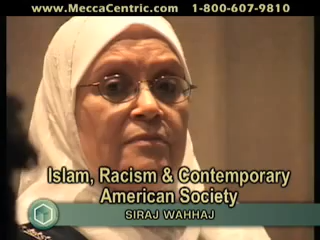 www.MeccaCentric.com 1-800-607-9810
Islam, Racism & Contemporary
American Society
SIRAJ WAHHAJ